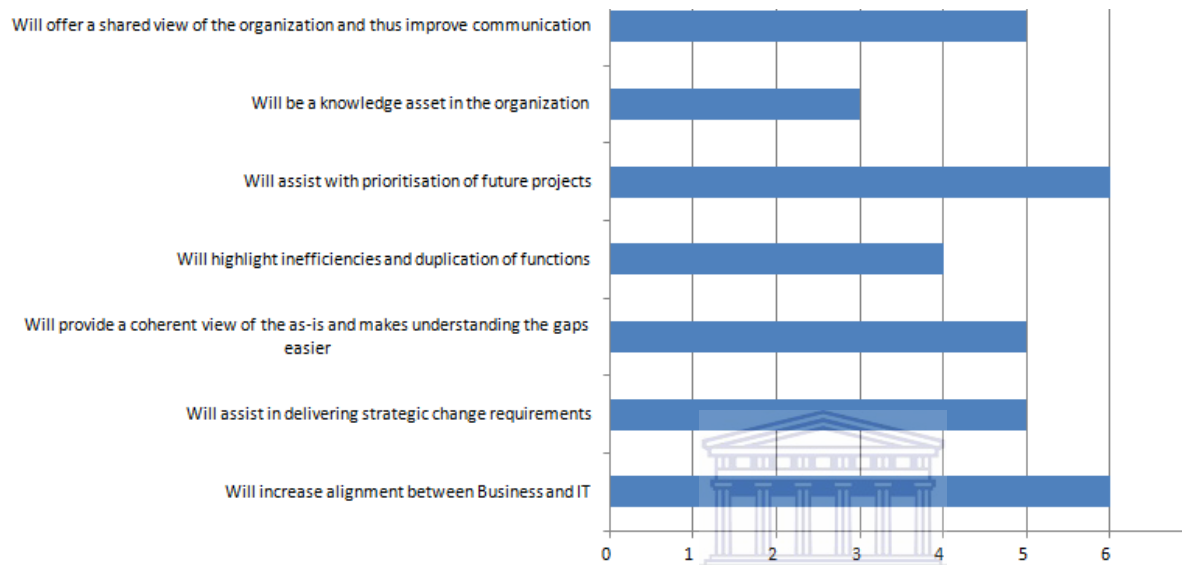 Will offer a shared view of the organization and thus improve communication
Will be a knowledge asset in the organization
Will assist with prioritisation of future projects
Will highlight inefficiencies and duplication of functions
Will provide a coherent view of the as-is and makes understanding the gaps
easier
Will assist in delivering strategic change requirements
Will increase alignment between Business and IT
0 1 2 3 4 5 6